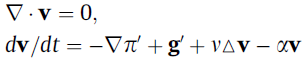 ∇ · v = 0,
dv/dt = −∇π′ + g′ + ν△v − αv